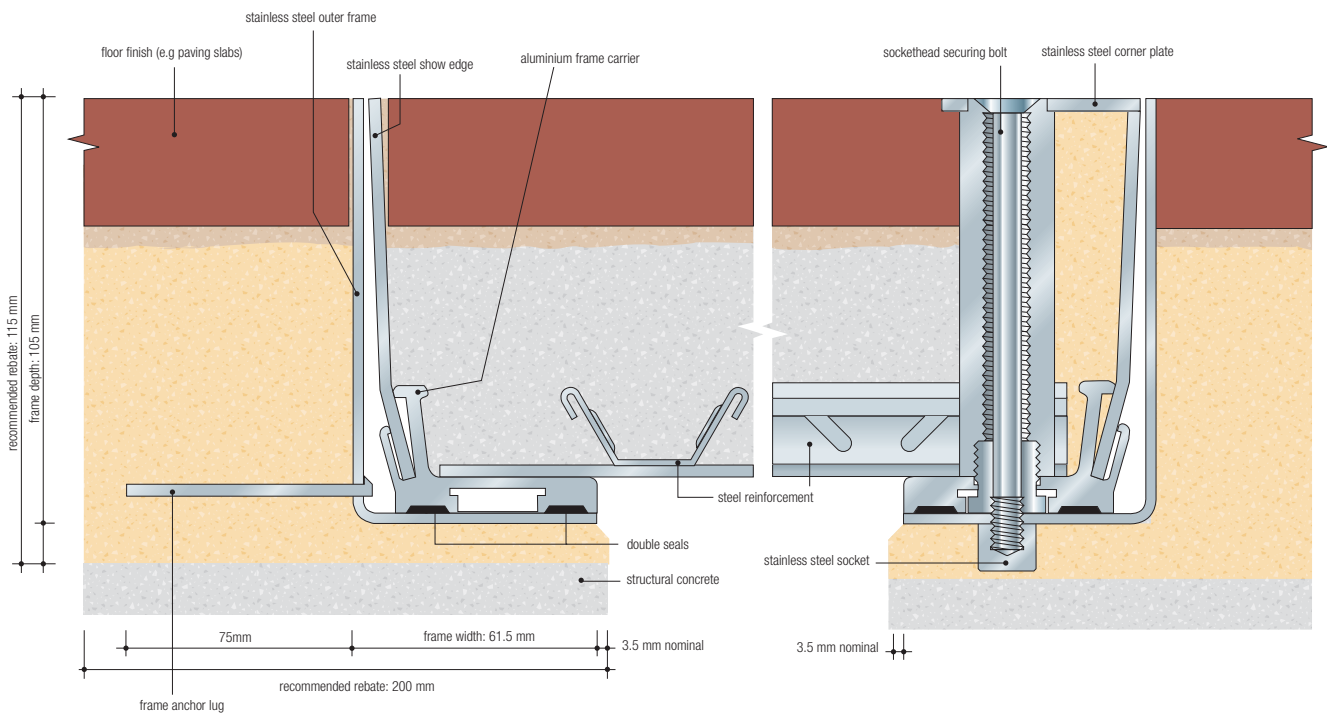 stainless steel outer frame
floor finish (e.g paving slabs)
stainless steel show edge
aluminium frame carrier
sockethead securing bolt
stainless steel corner plate
recommended rebate: 115 mm
frame depth: 105 mm
steel reinforcement
double seals
stainless steel socket
structural concrete
75mm
frame width: 61.5 mm
3.5 mm nominal
3.5 mm nominal
recommended rebate: 200 mm
frame anchor lug